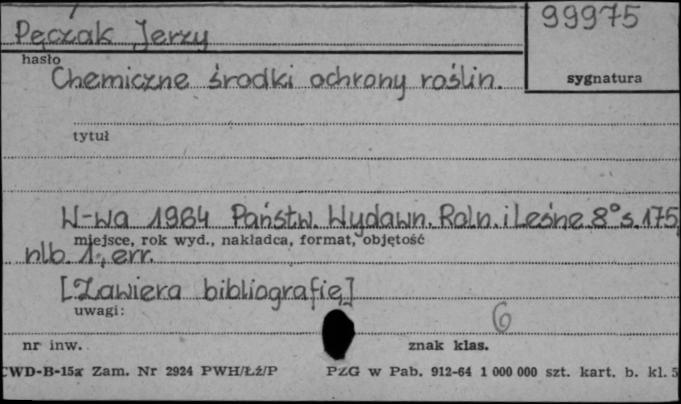 99975
Pęczak Jerzy
hasło
Chemiczne środki ochrony roślin.
sygnatura
tytuł
W-wa 1964 Państw. Wydawn. Roln. i Leśne. 8° s. 175,
miejsce, rok wyd., nakładca, format, objętość
nlb. 1, err.
[Zawiera bibliografię]
uwagi:
6
nr inw.
znak klas.
CWD-B-15a Zam. Nr 2924 PWH/Łż/P PZG w Pab. 912-64 1 000 000 szt. kart. b. kl. 5